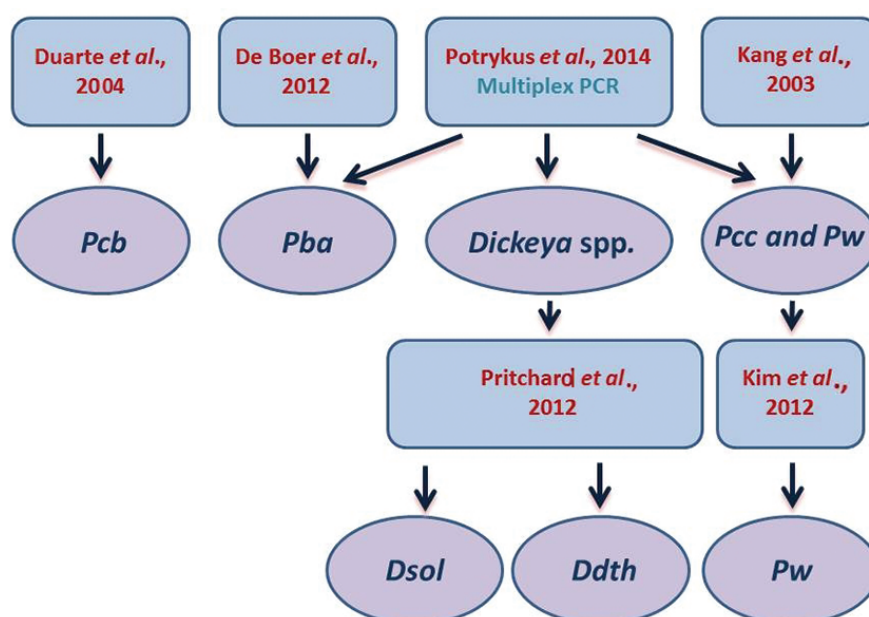 Duarte et al.,
2004
De Boer et al.,
2012
Potrykus et al., 2014
Multiplex PCR
Kang et al.,
2003
Pcb
Pba
Dickeya spp.
Pcc and Pw
Pritchard et al.,
2012
Kim et al.,
2012
Dsol
Ddth
Pw